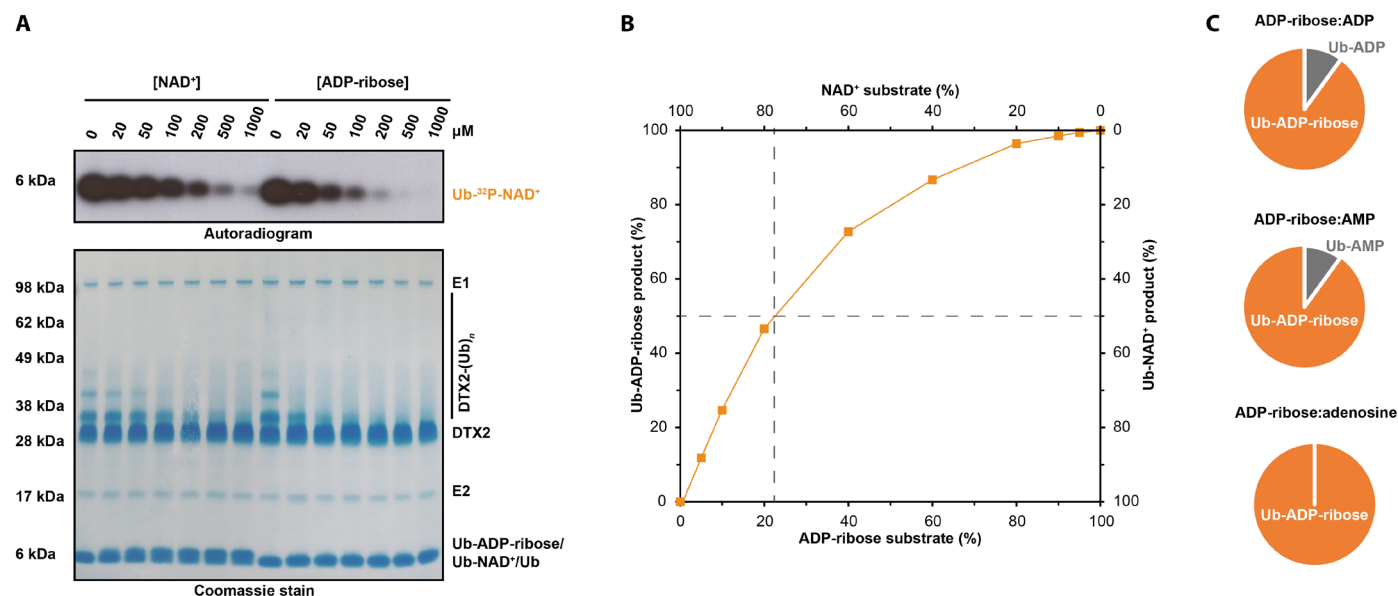 A
[NAD+] [ADP-ribose]
0 20 50 100 200 500 1000 0 20 50 100 200 500 1000 μM
6 kDa
Ub-32P-NAD+
Autoradiogram
98 kDa
62 kDa
49 kDa
38 kDa
28 kDa
17 kDa
6 kDa
E1
DTX2-(Ub)n
DTX2
E2
Ub-ADP-ribose/
Ub-NAD+/Ub
Coomassie stain
B
NAD+ substrate (%)
100 80 60 40 20 0
Ub-ADP-ribose product (%)
100
80
60
40
20
0
Ub-NAD+ product (%)
0
20
40
60
80
100
0 20 40 60 80 100
ADP-ribose substrate (%)
C
ADP-ribose:ADP
Ub-ADP
Ub-ADP-ribose
ADP-ribose:AMP
Ub-AMP
Ub-ADP-ribose
ADP-ribose:adenosine
Ub-ADP-ribose